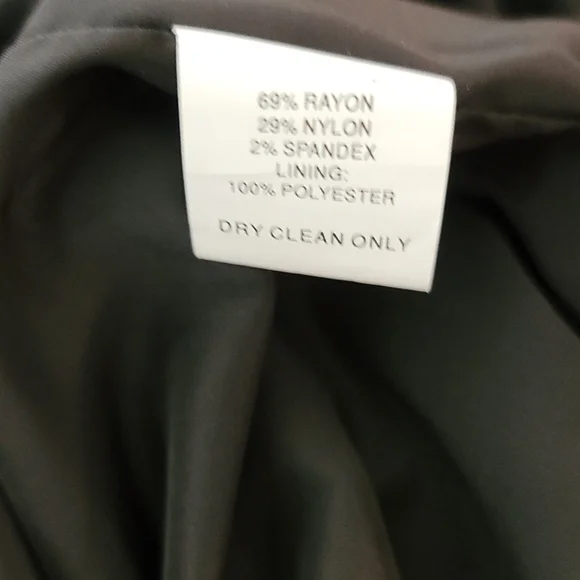 69% RAYON
29% NYLON
2% SPANDEX
LINING:
100% POLYESTER
DRY CLEAN ONLY